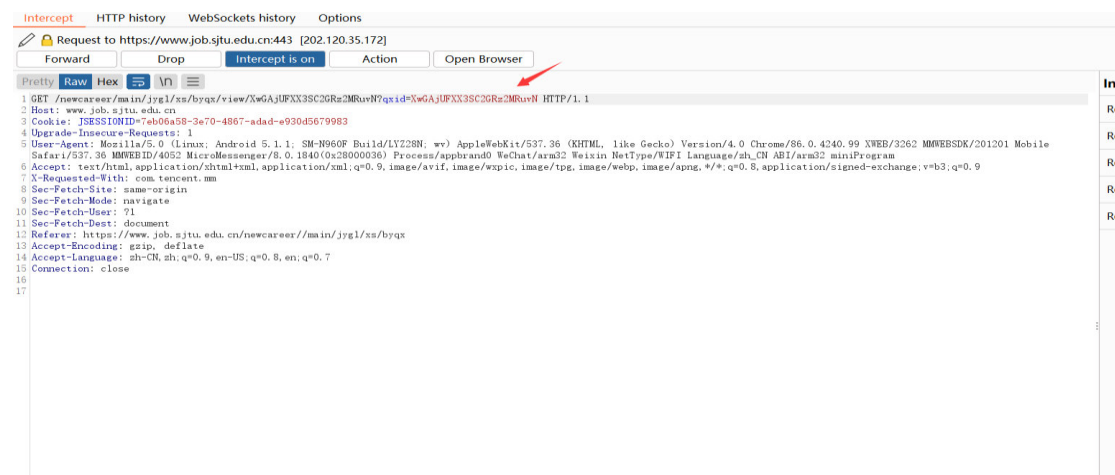 Intercept HTTP history WebSockets history Options
Request to https://www.job.sjtu.edu.cn:443 [202.120.35.172]
Forward Drop Intercept is on Action Open Browser
Pretty Raw Hex \n
1 GET /newcareer/main/jygl/xs/byqx/view/XwGAjUFXX3SC2GRz2MRuvN?qxid=XwGAjUFXX3SC2GRz2MRuvN HTTP/1.1
2 Host: www.job.sjtu.edu.cn
3 Cookie: JSESSIONID=7eb06a58-3e70-4867-adad-e930d5679983
4 Upgrade-Insecure-Requests: 1
5 User-Agent: Mozilla/5.0 (Linux; Android 5.1.1; SM-N960F Build/LYZ28N; wv) AppleWebKit/537.36 (KHTML, like Gecko) Version/4.0 Chrome/86.0.4240.99 XWEB/3262 MMWEBSDK/201201 Mobile
Safari/537.36 MMWEBID/4052 MicroMessenger/8.0.1840(0x28000036) Process/appbrand0 WeChat/arm32 Weixin NetType/WIFI Language/zh_CN ABI/arm32 miniProgram
6 Accept: text/html,application/xhtml+xml,application/xml;q=0.9,image/avif,image/wxpic,image/tpg,image/webp,image/apng,*/*;q=0.8,application/signed-exchange;v=b3;q=0.9
7 X-Requested-With: com.tencent.mm
8 Sec-Fetch-Site: same-origin
9 Sec-Fetch-Mode: navigate
10 Sec-Fetch-User: ?1
11 Sec-Fetch-Dest: document
12 Referer: https://www.job.sjtu.edu.cn/newcareer//main/jygl/xs/byqx
13 Accept-Encoding: gzip, deflate
14 Accept-Language: zh-CN,zh;q=0.9,en-US;q=0.8,en;q=0.7
15 Connection: close
16
17